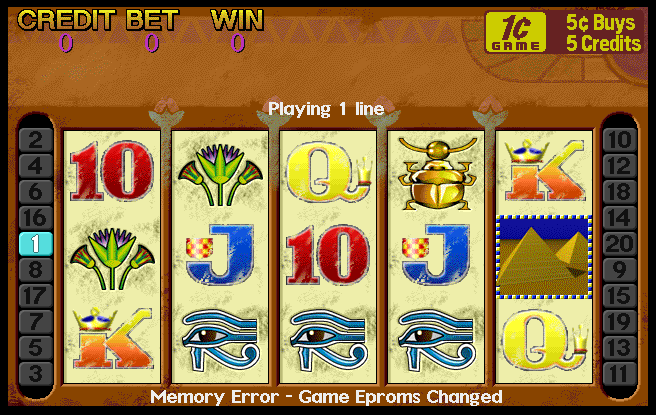 CREDIT BET WIN
0 0 0
1¢
GAME
5¢ Buys
5 Credits
Playing 1 line
2
4
6
16
1
8
17
7
5
3
10
Q
K
J
10
J
K
Q
10
12
18
14
20
9
15
19
13
11
Memory Error - Game Eproms Changed